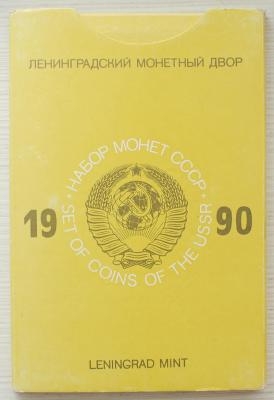 ЛЕНИНГРАДСКИЙ МОНЕТНЫЙ ДВОР
• НАБОР МОНЕТ СССР •
19 90
SET OF COINS OF THE USSR
LENINGRAD MINT